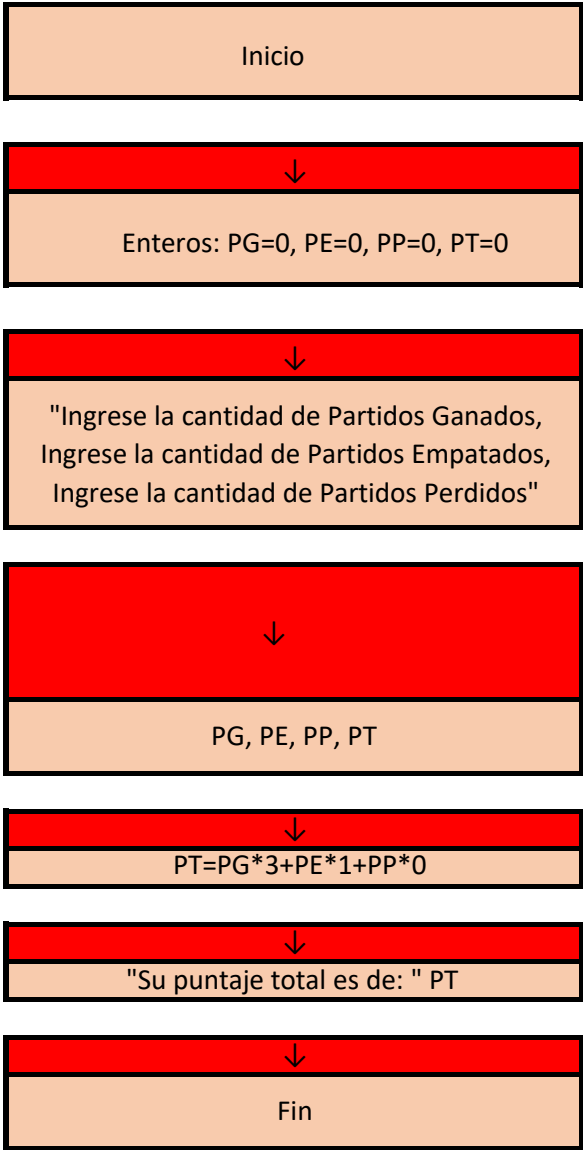 Inicio
↓
Enteros: PG=0, PE=0, PP=0, PT=0
↓
"Ingrese la cantidad de Partidos Ganados,
Ingrese la cantidad de Partidos Empatados,
Ingrese la cantidad de Partidos Perdidos"
↓
PG, PE, PP, PT
↓
PT=PG*3+PE*1+PP*0
↓
"Su puntaje total es de: " PT
↓
Fin